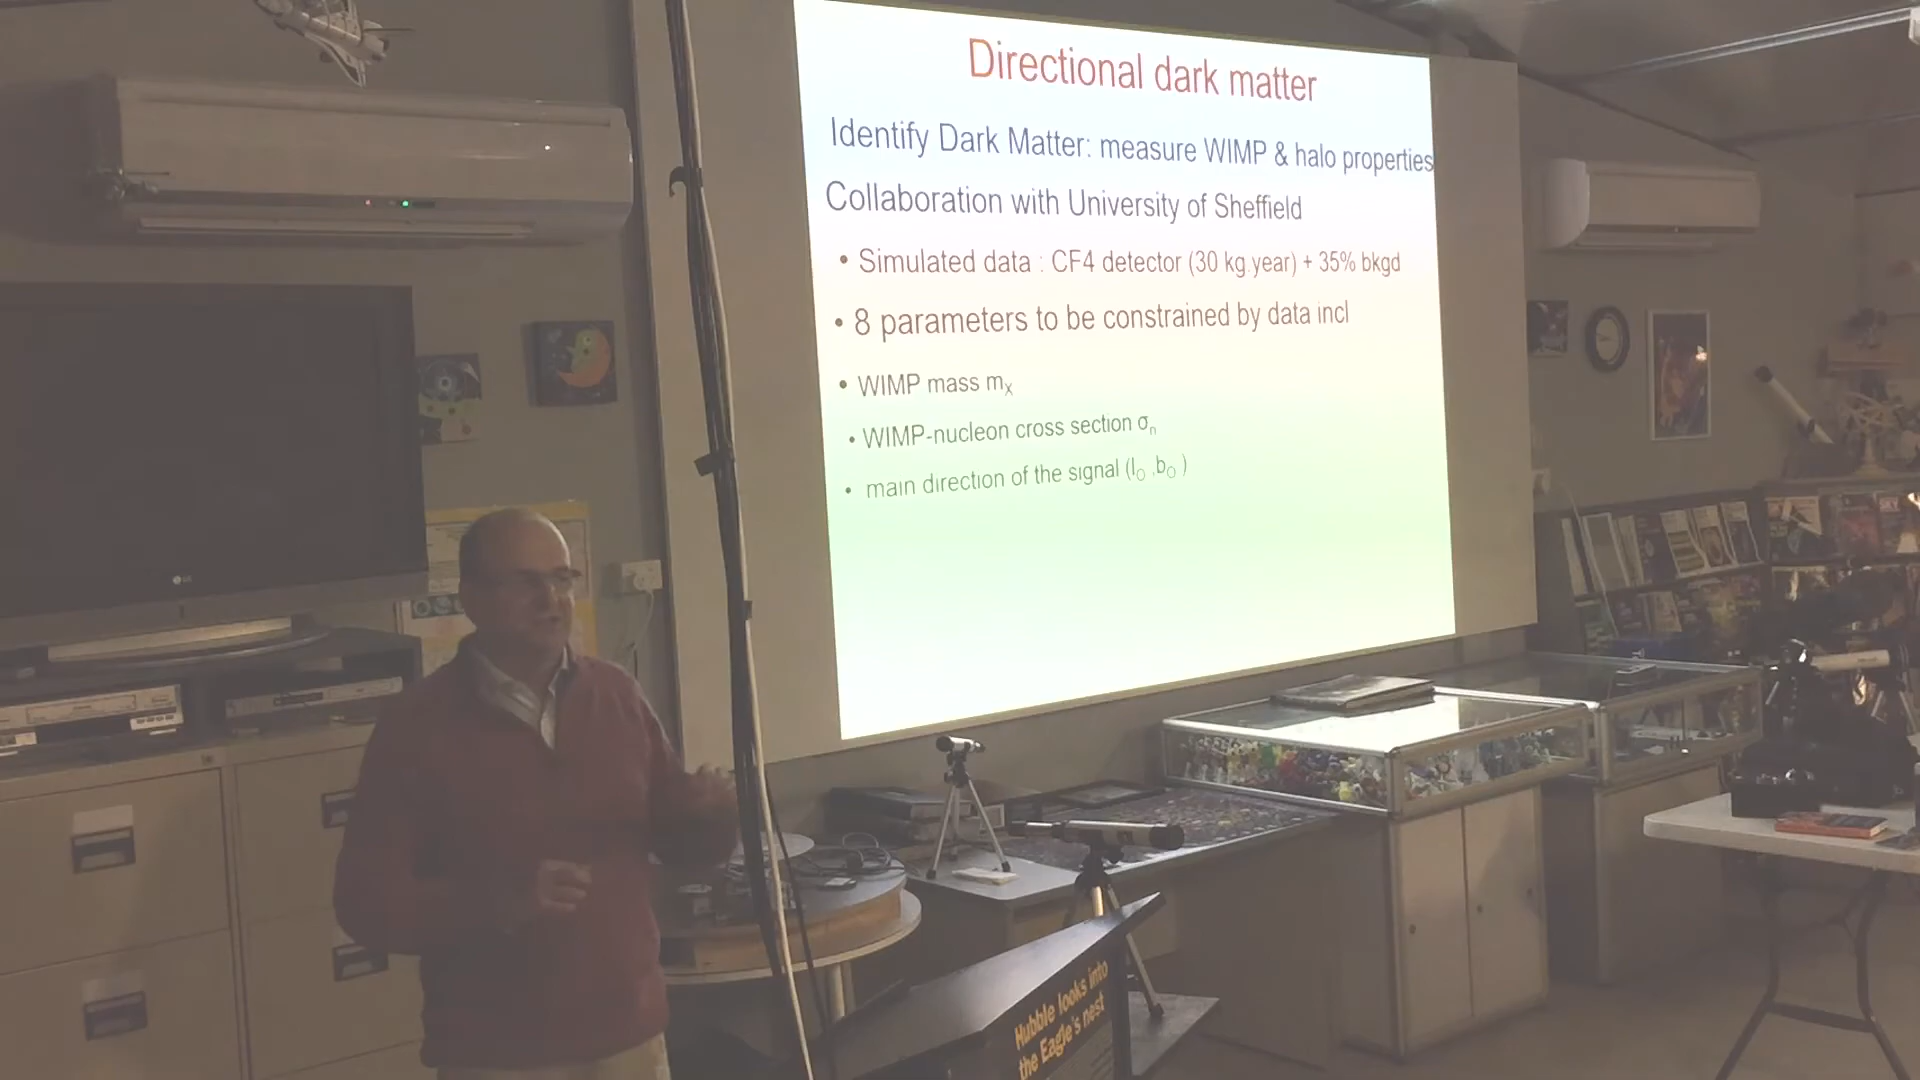 Directional dark matter
Identify Dark Matter: measure WIMP & halo properties
Collaboration with University of Sheffield
• Simulated data : CF4 detector (30 kg.year) + 35% bkgd
• 8 parameters to be constrained by data incl
• WIMP mass mχ
• WIMP-nucleon cross section σn
• main direction of the signal (l⊙ ,b⊙ )
LG
SKY
Hubble looks into
the Eagle's nest